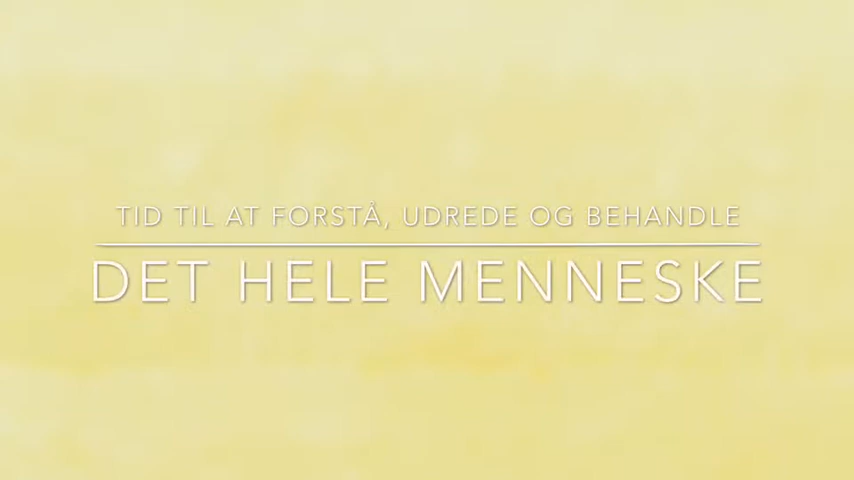 TID TIL AT FORSTÅ, UDREDE OG BEHANDLE
DET HELE MENNESKE